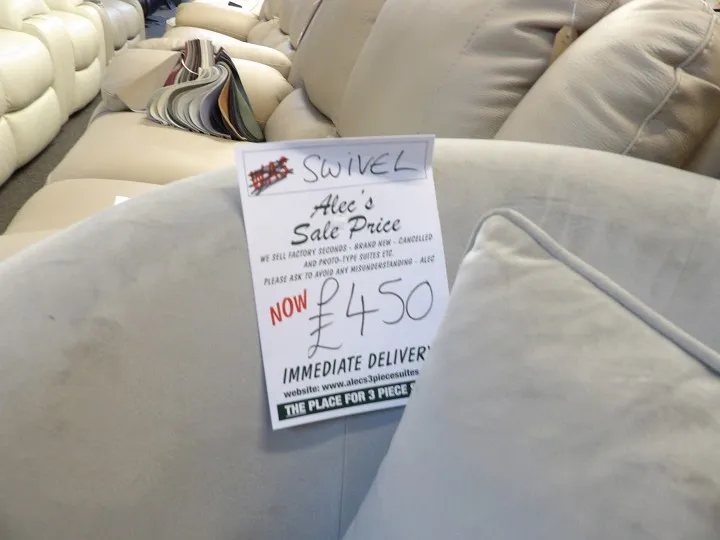 WAS SWIVEL
Alec's
Sale Price
WE SELL FACTORY SECONDS - BRAND NEW - CANCELLED
AND PROTO-TYPE SUITES ETC.
PLEASE ASK TO AVOID ANY MISUNDERSTANDING - ALEC
NOW £450
IMMEDIATE DELIVERY
website: www.alecs3piecesuites
THE PLACE FOR 3 PIECE